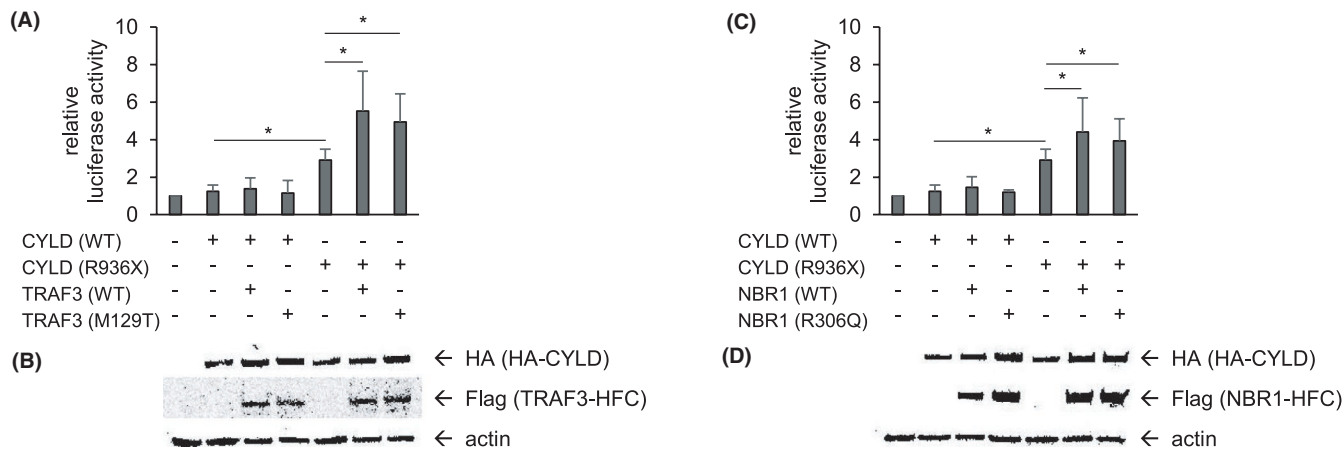 (A)
relative
luciferase activity
10
8
6
4
2
0
* * *
CYLD (WT) - + + + - - -
CYLD (R936X) - - - - + + +
TRAF3 (WT) - - + - - + -
TRAF3 (M129T) - - - + - - +
(B)
← HA (HA-CYLD)
← Flag (TRAF3-HFC)
← actin
(C)
relative
luciferase activity
10
8
6
4
2
0
* * *
CYLD (WT) - + + + - - -
CYLD (R936X) - - - - + + +
NBR1 (WT) - - + - - + -
NBR1 (R306Q) - - - + - - +
(D)
← HA (HA-CYLD)
← Flag (NBR1-HFC)
← actin